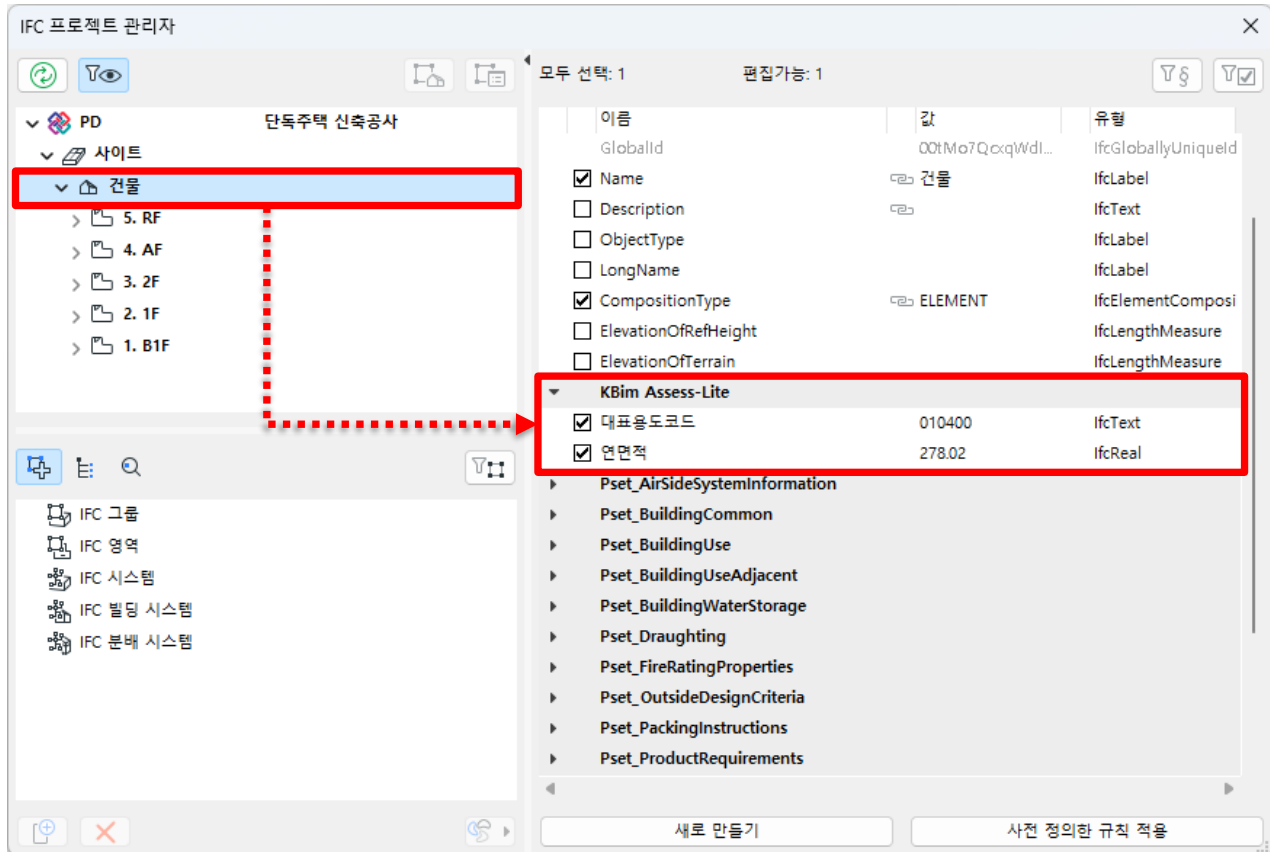 IFC 프로젝트 관리자
모두 선택: 1 편집가능: 1
PD 단독주택 신축공사
사이트
건물
5. RF
4. AF
3. 2F
2. 1F
1. B1F
IFC 그룹
IFC 영역
IFC 시스템
IFC 빌딩 시스템
IFC 분배 시스템
이름 값 유형
GlobalId 00tMo7QcxqWdI... IfcGloballyUniqueId
Name 건물 IfcLabel
Description IfcText
ObjectType IfcLabel
LongName IfcLabel
CompositionType ELEMENT IfcElementComposi
ElevationOfRefHeight IfcLengthMeasure
ElevationOfTerrain IfcLengthMeasure
KBim Assess-Lite
대표용도코드 010400 IfcText
연면적 278.02 IfcReal
Pset_AirSideSystemInformation
Pset_BuildingCommon
Pset_BuildingUse
Pset_BuildingUseAdjacent
Pset_BuildingWaterStorage
Pset_Draughting
Pset_FireRatingProperties
Pset_OutsideDesignCriteria
Pset_PackingInstructions
Pset_ProductRequirements
새로 만들기 사전 정의한 규칙 적용